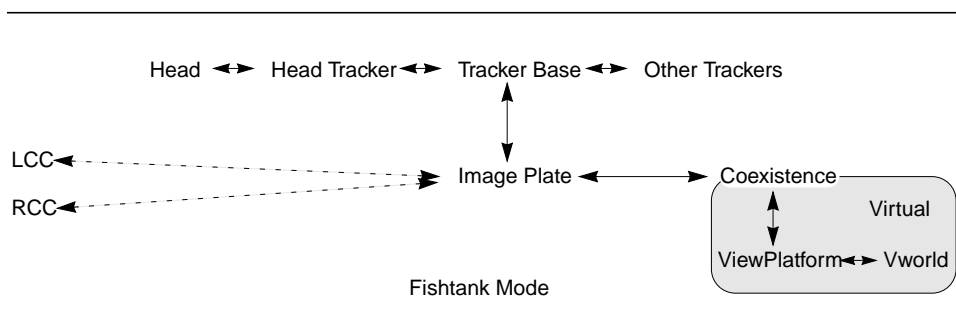 Head Head Tracker Tracker Base Other Trackers
LCC
Image Plate Coexistence
RCC
Virtual
ViewPlatform Vworld
Fishtank Mode